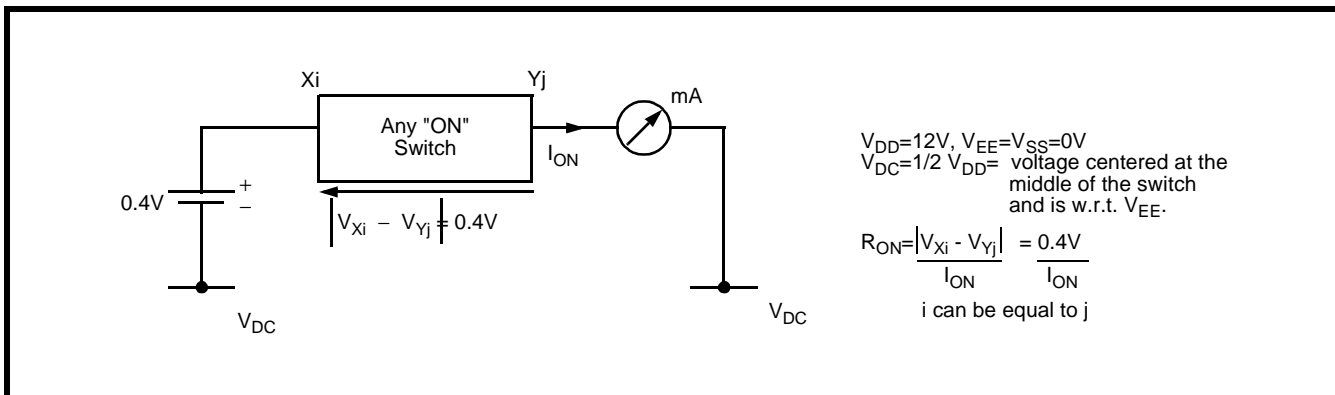 Xi
Yj
mA
Any "ON"
Switch
I_ON
0.4V
+
−
|V_Xi − V_Yj| = 0.4V
V_DC
V_DC
V_DD=12V, V_EE=V_SS=0V
V_DC=1/2 V_DD= voltage centered at the
middle of the switch
and is w.r.t. V_EE.
R_ON=|V_Xi - V_Yj| = 0.4V
I_ON I_ON
i can be equal to j